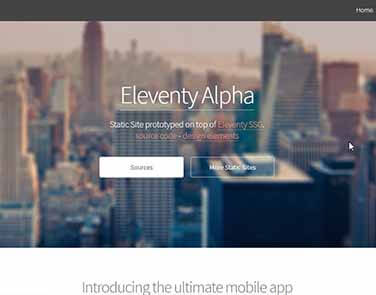 Home
Eleventy Alpha
Static Site prototyped on top of Eleventy SSG.
source code - design elements
Sources
More Static Sites
Introducing the ultimate mobile app